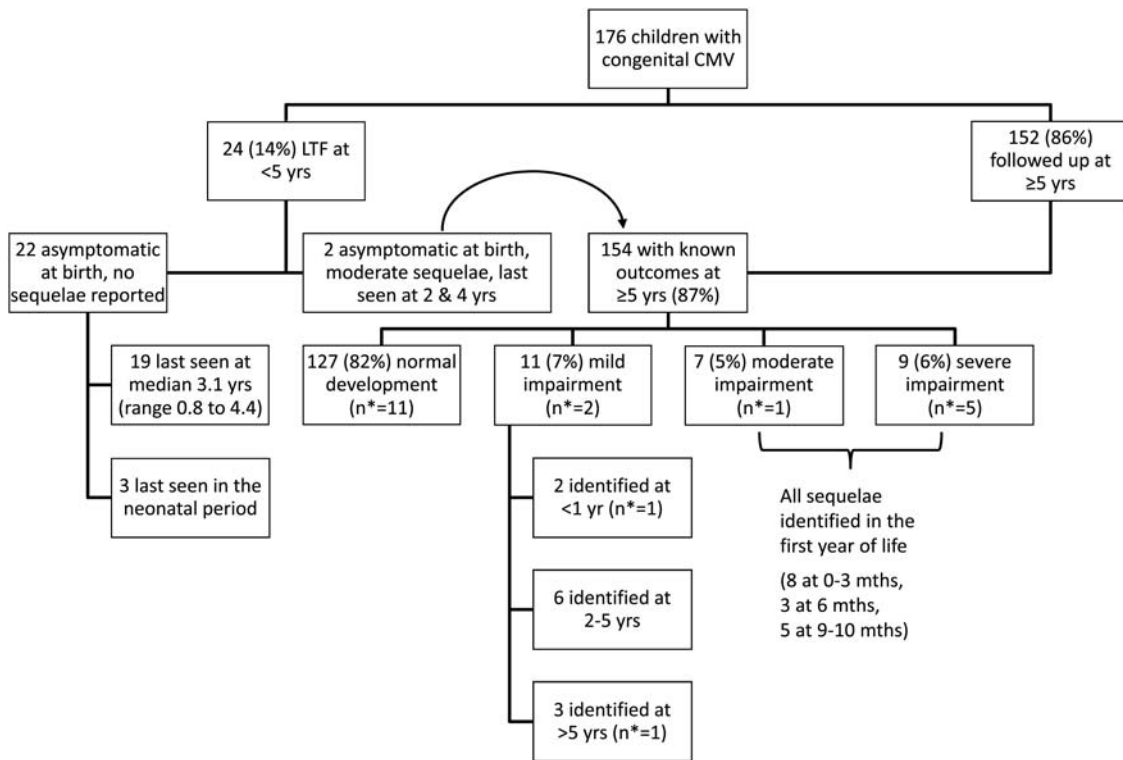 176 children with
congenital CMV
24 (14%) LTF at
<5 yrs
152 (86%)
followed up at
≥5 yrs
22 asymptomatic
at birth, no
sequelae reported
2 asymptomatic at birth,
moderate sequelae, last
seen at 2 & 4 yrs
154 with known
outcomes at
≥5 yrs (87%)
19 last seen at
median 3.1 yrs
(range 0.8 to 4.4)
3 last seen in the
neonatal period
127 (82%) normal
development
(n*=11)
11 (7%) mild
impairment
(n*=2)
7 (5%) moderate
impairment
(n*=1)
9 (6%) severe
impairment
(n*=5)
2 identified at
<1 yr (n*=1)
6 identified at
2-5 yrs
3 identified at
>5 yrs (n*=1)
All sequelae
identified in the
first year of life
(8 at 0-3 mths,
3 at 6 mths,
5 at 9-10 mths)